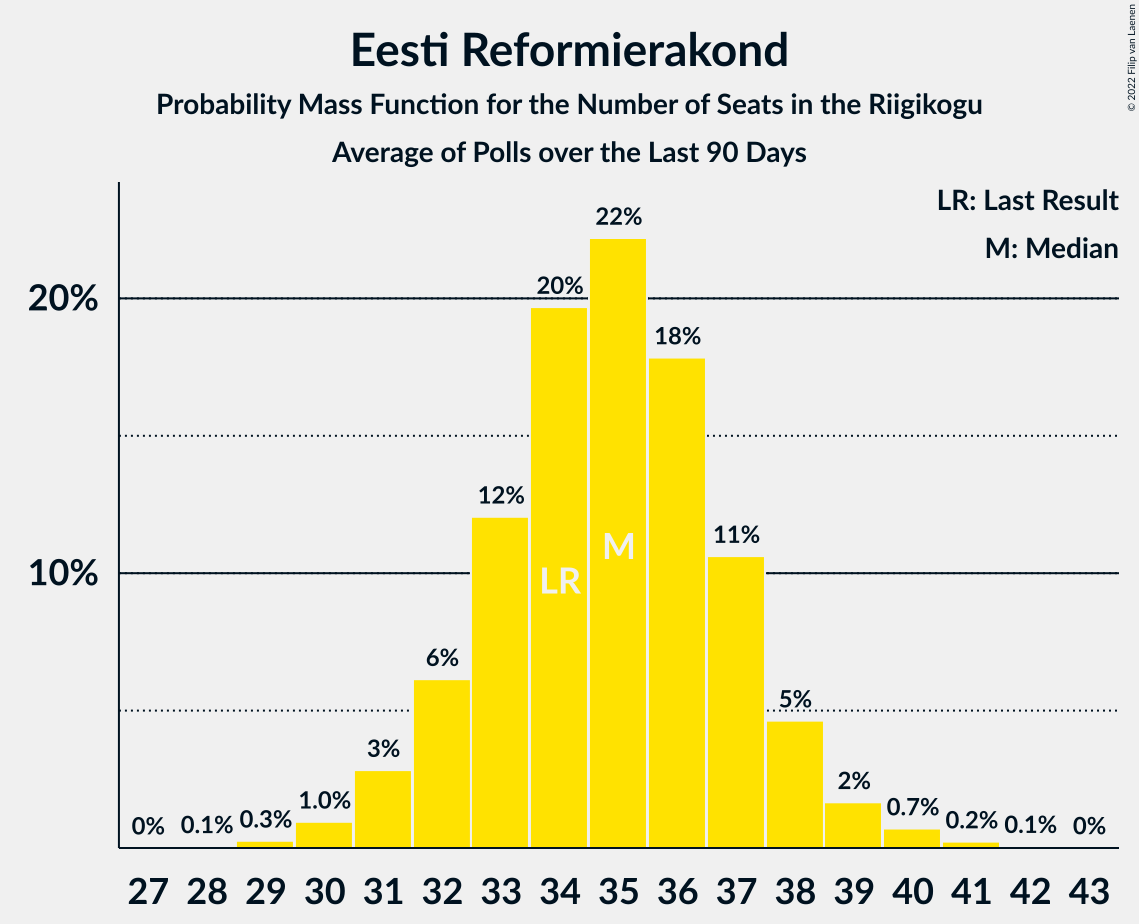 Eesti Reformierakond
Probability Mass Function for the Number of Seats in the Riigikogu
Average of Polls over the Last 90 Days
© 2022 Filip van Laenen
LR: Last Result
M: Median
20%
10%
0% 0.1% 0.3% 1.0% 3% 6% 12% 20% 22% 18% 11% 5% 2% 0.7% 0.2% 0.1% 0%
LR
M
27 28 29 30 31 32 33 34 35 36 37 38 39 40 41 42 43